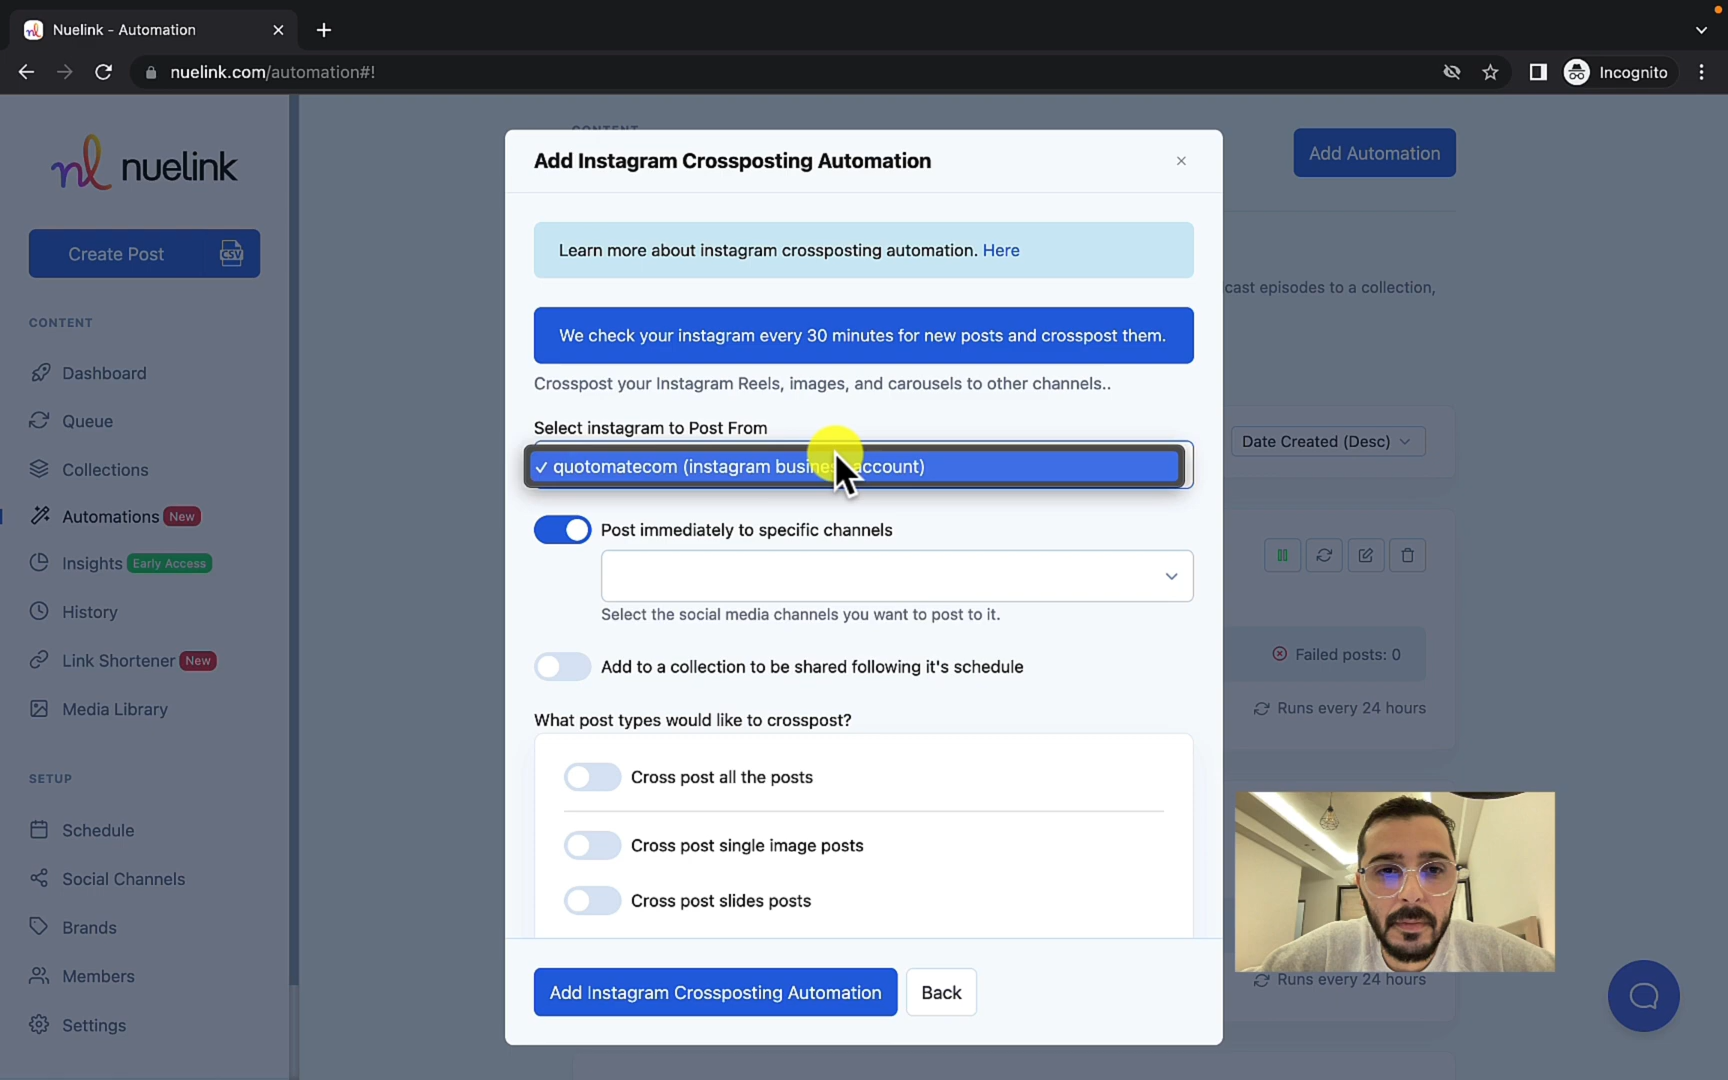 Nuelink - Automation
nuelink.com/automation#!
Incognito
nuelink
Create Post
CSV
CONTENT
Dashboard
Queue
Collections
Automations New
Insights Early Access
History
Link Shortener New
Media Library
SETUP
Schedule
Social Channels
Brands
Members
Settings
CONTENT
Add Automation
cast episodes to a collection,
Date Created (Desc)
Failed posts: 0
Runs every 24 hours
Runs every 24 hours
Add Instagram Crossposting Automation
Learn more about instagram crossposting automation. Here
We check your instagram every 30 minutes for new posts and crosspost them.
Crosspost your Instagram Reels, images, and carousels to other channels..
Select instagram to Post From
quotomatecom (instagram business account)
Post immediately to specific channels
Select the social media channels you want to post to it.
Add to a collection to be shared following it's schedule
What post types would like to crosspost?
Cross post all the posts
Cross post single image posts
Cross post slides posts
Add Instagram Crossposting Automation
Back